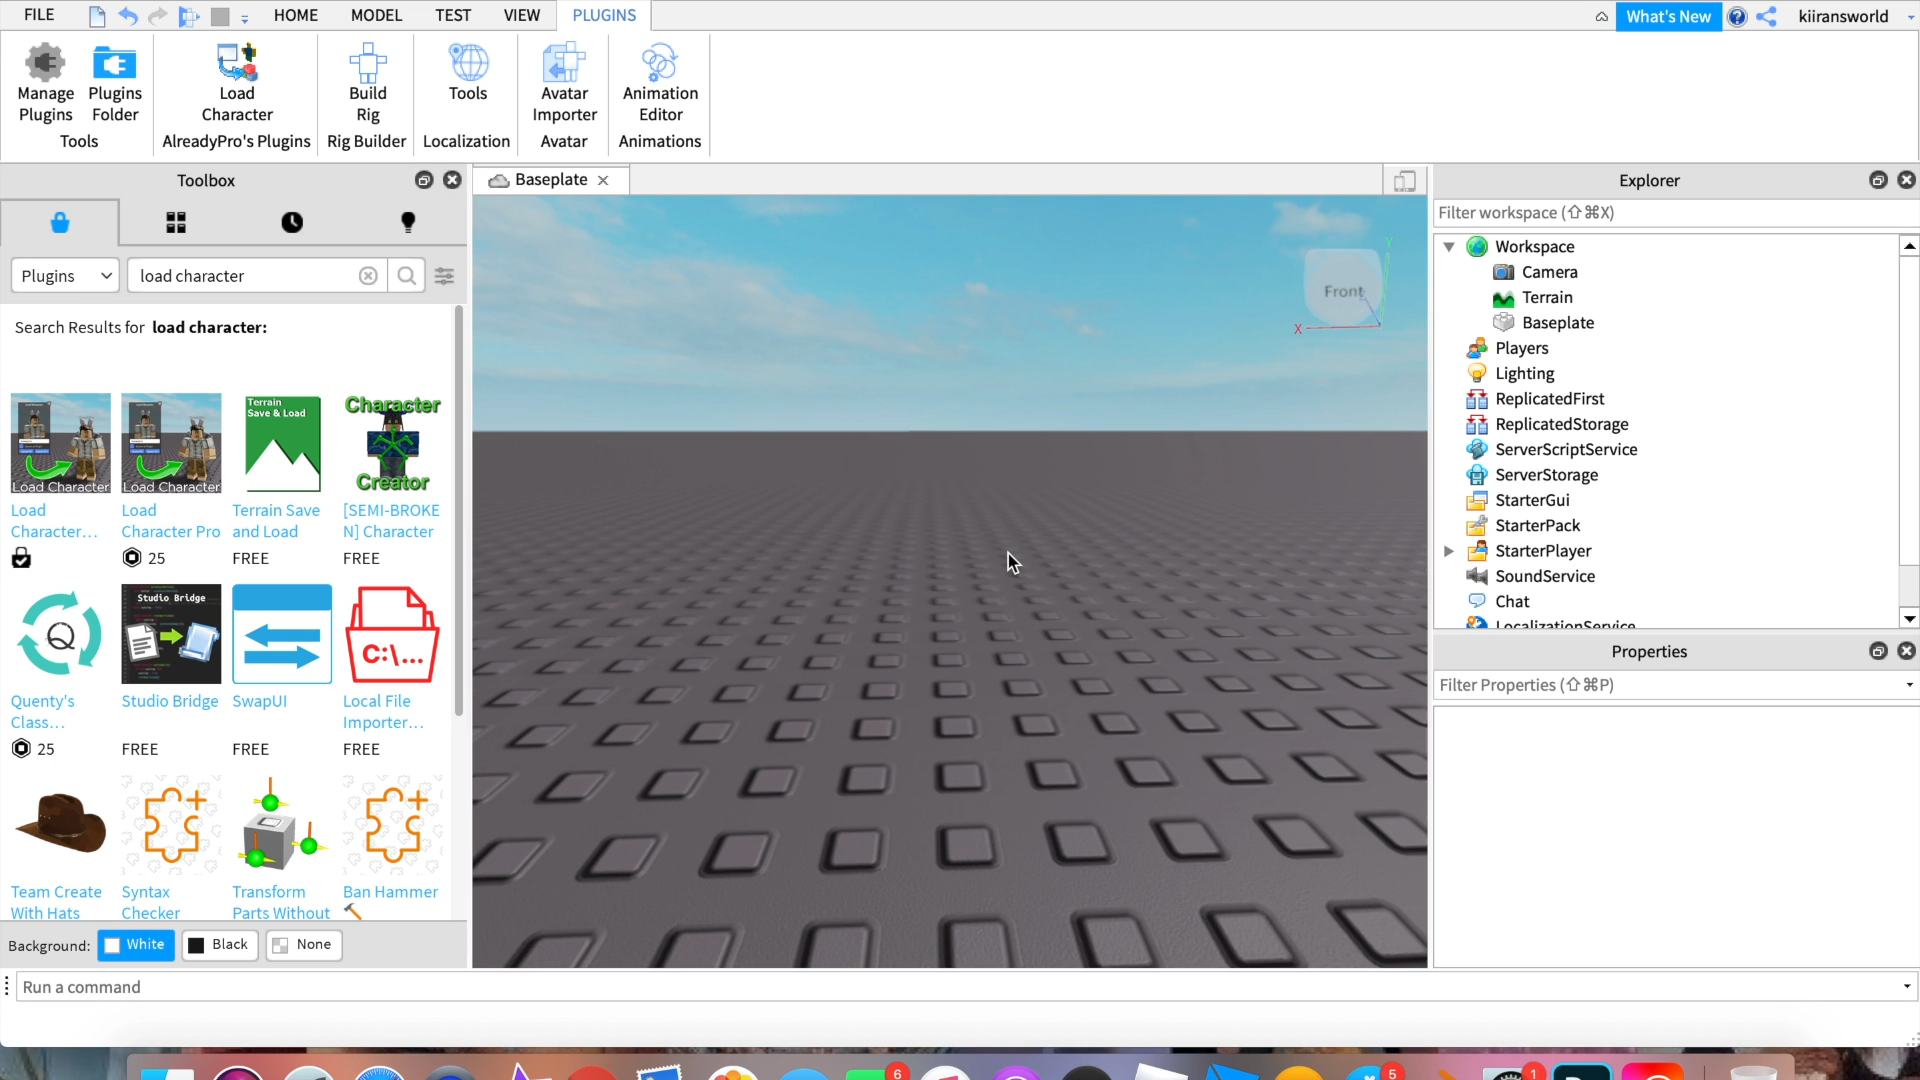 FILE
HOME
MODEL
TEST
VIEW
PLUGINS
What's New
kiiransworld
Manage Plugins
Plugins Folder
Tools
Load Character
AlreadyPro's Plugins
Build Rig
Rig Builder
Tools
Localization
Avatar Importer
Avatar
Animation Editor
Animations
Toolbox
Plugins
load character
Search Results for load character:
Load Character
Load Character
Terrain Save & Load
Character Creator
Load Character...
Load Character Pro
25
Terrain Save and Load
FREE
[SEMI-BROKEN] Character
FREE
Q
Studio Bridge
C:\...
Quenty's Class...
25
Studio Bridge
FREE
SwapUI
FREE
Local File Importer...
FREE
Team Create With Hats
Syntax Checker
Transform Parts Without
Ban Hammer
Background:
White
Black
None
Baseplate
Front
X
Y
Explorer
Filter workspace (⇧⌘X)
Workspace
Camera
Terrain
Baseplate
Players
Lighting
ReplicatedFirst
ReplicatedStorage
ServerScriptService
ServerStorage
StarterGui
StarterPack
StarterPlayer
SoundService
Chat
LocalizationService
Properties
Filter Properties (⇧⌘P)
Run a command
6
5
1